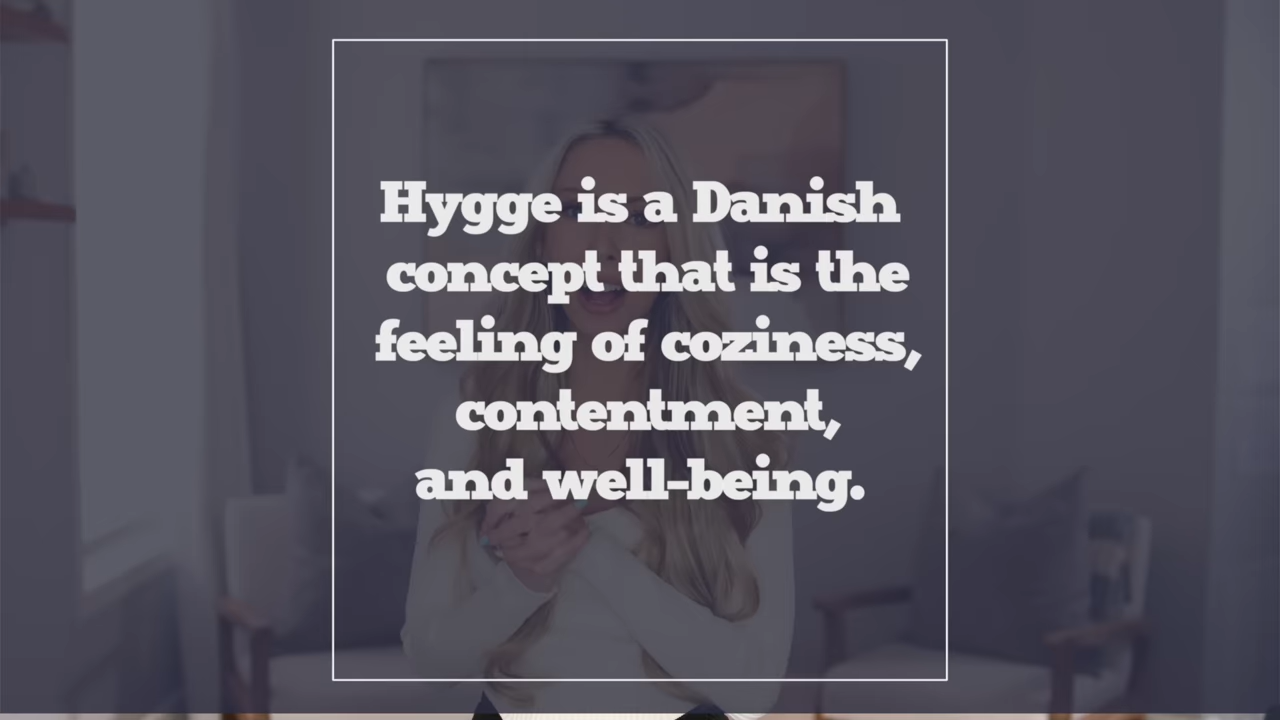 Hygge is a Danish
concept that is the
feeling of coziness,
contentment,
and well-being.